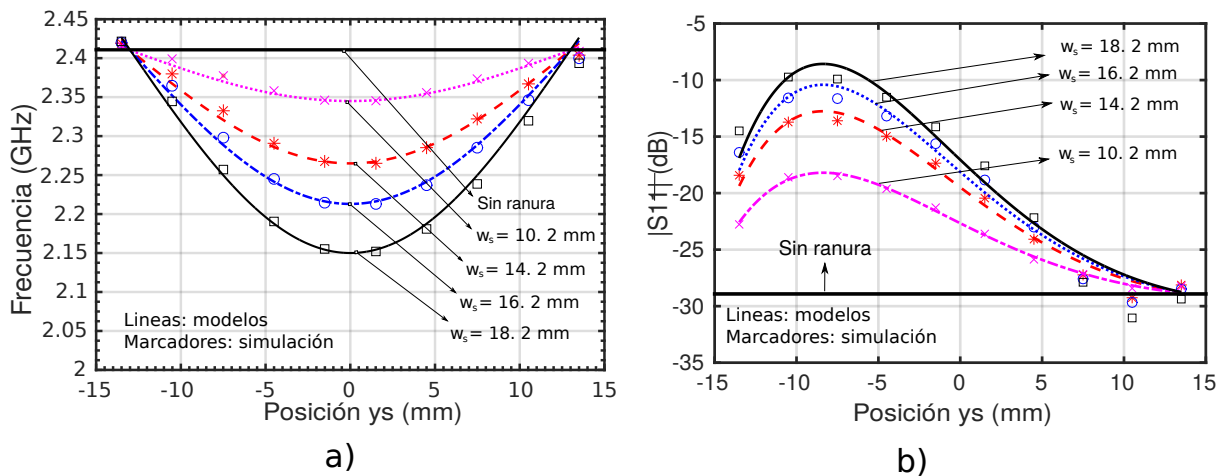 2.45
2.4
2.35
2.3
2.25
2.2
2.15
2.1
2.05
2
Frecuencia (GHz)
Sin ranura
ws= 10. 2 mm
ws= 14. 2 mm
ws= 16. 2 mm
ws= 18. 2 mm
Lineas: modelos
Marcadores: simulación
-15 -10 -5 0 5 10 15
Posición ys (mm)
a)
-5
-10
-15
-20
-25
-30
-35
|S11| (dB)
ws= 18. 2 mm
ws= 16. 2 mm
ws= 14. 2 mm
ws= 10. 2 mm
Sin ranura
Lineas: modelos
Marcadores: simulación
-15 -10 -5 0 5 10 15
Posición ys (mm)
b)